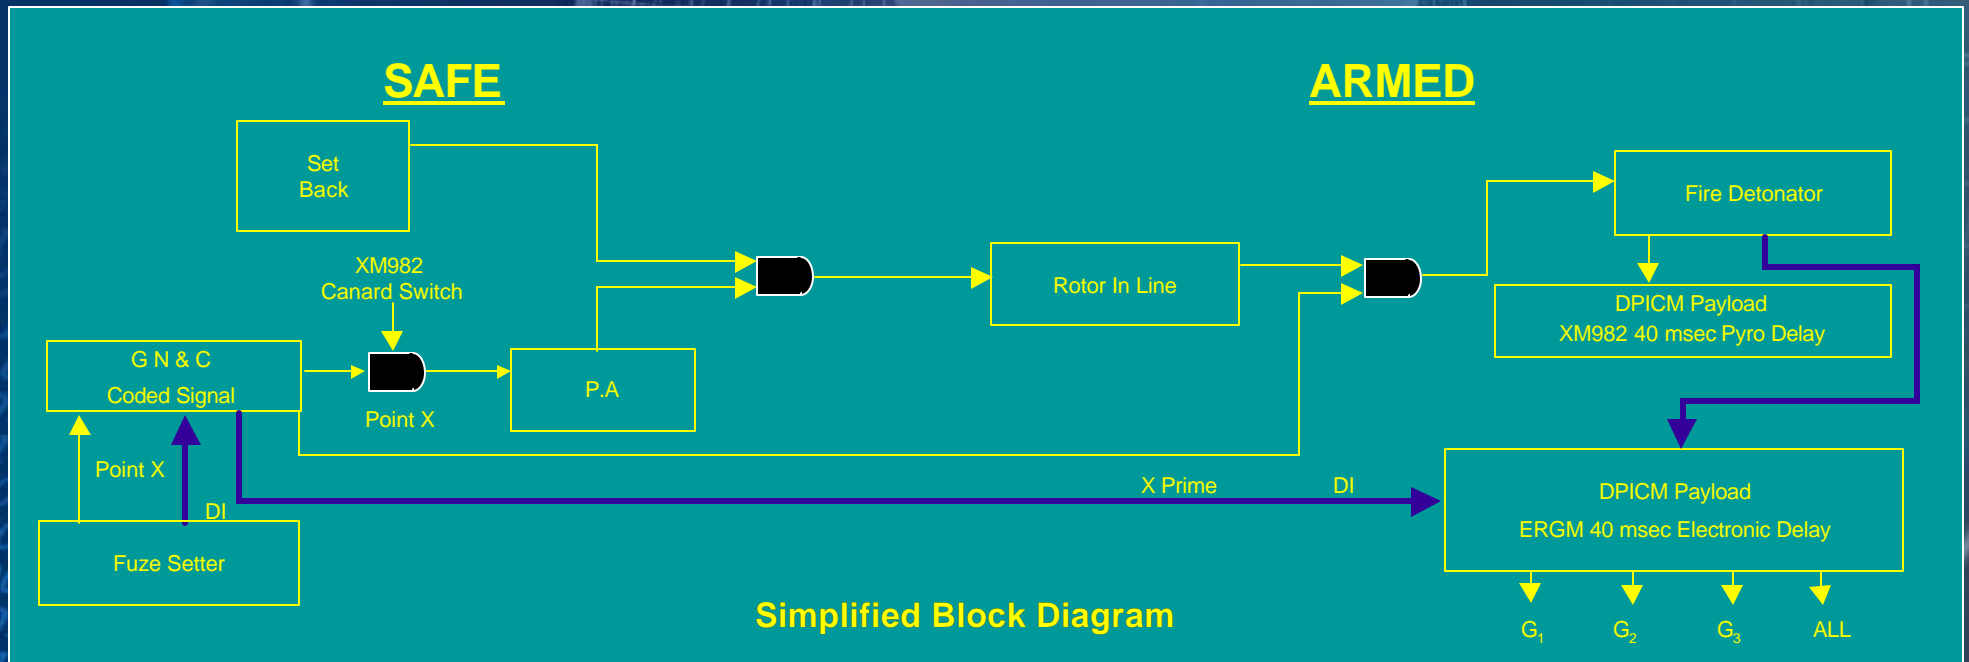 SAFE
ARMED
Set
Back
Fire Detonator
XM982
Canard Switch
Rotor In Line
DPICM Payload
XM982 40 msec Pyro Delay
G N & C
Coded Signal
P.A
Point X
Point X
DI
X Prime
DI
DPICM Payload
ERGM 40 msec Electronic Delay
Fuze Setter
Simplified Block Diagram
G1
G2
G3
ALL